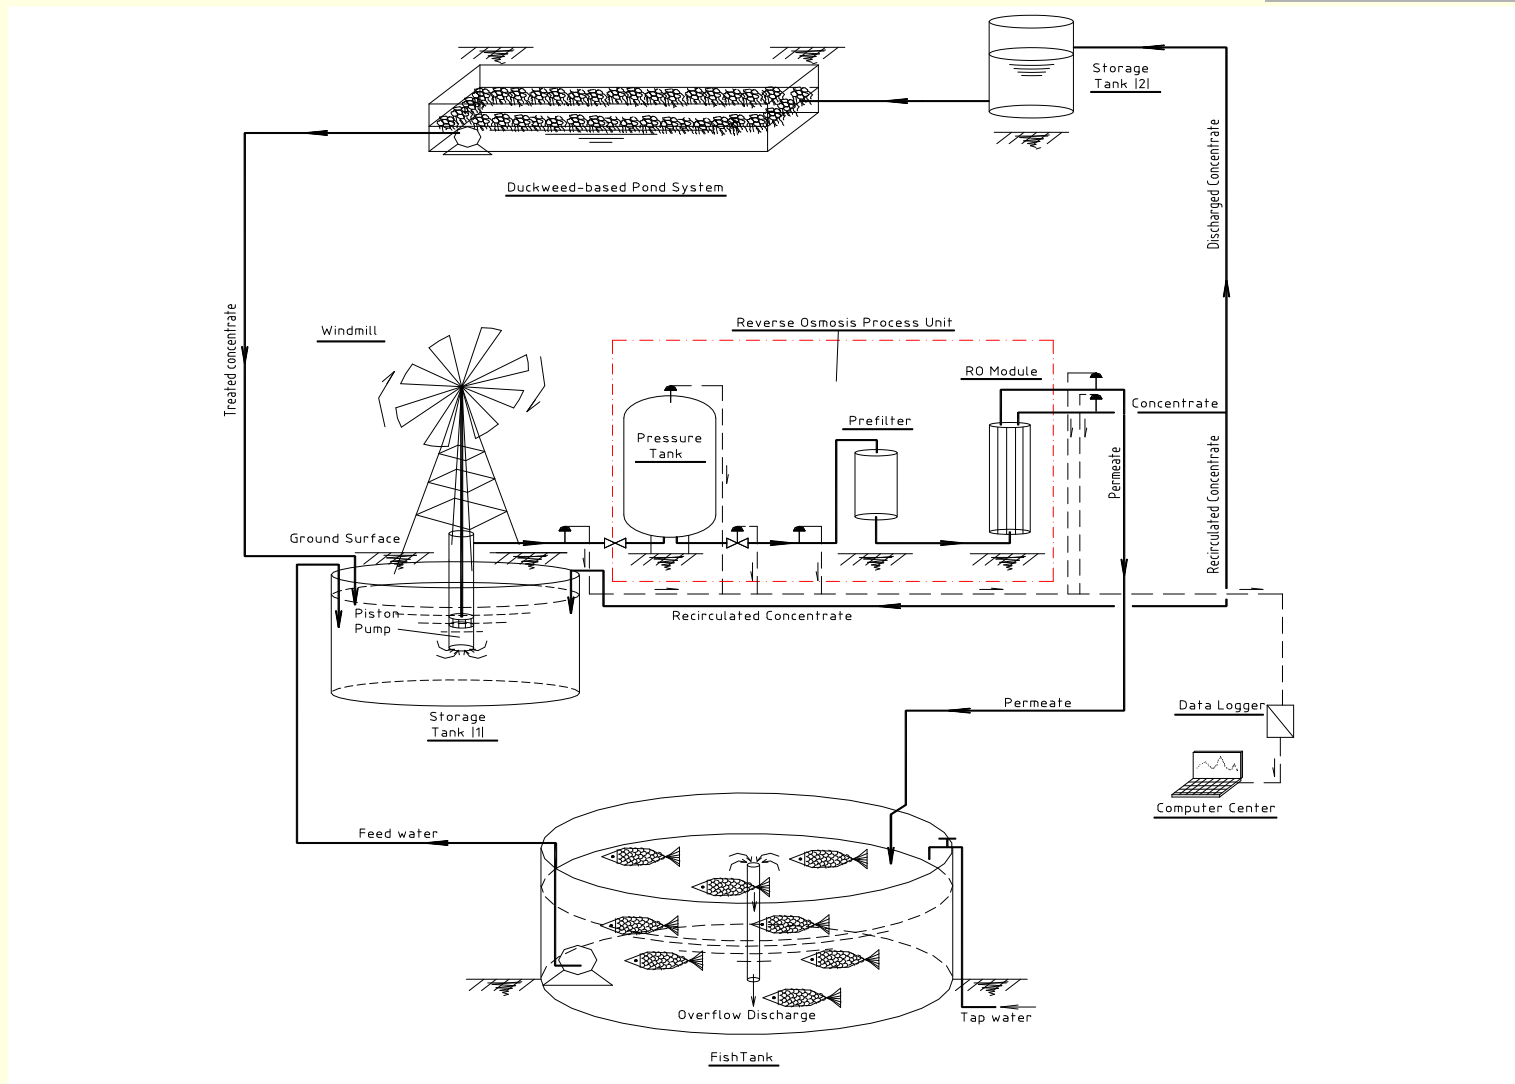 Storage
Tank |2|
Duckweed-based Pond System
Discharged Concentrate
Treated concentrate
Windmill
Reverse Osmosis Process Unit
RO Module
Concentrate
Prefilter
Pressure
Tank
Permeate
Recirculated Concentrate
Ground Surface
Piston
Pump
Recirculated Concentrate
Storage
Tank |1|
Permeate
Data Logger
Computer Center
Feed water
Overflow Discharge
Tap water
FishTank